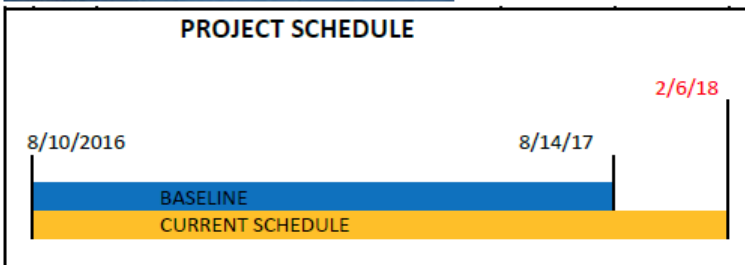 PROJECT SCHEDULE
2/6/18
8/10/2016
8/14/17
BASELINE
CURRENT SCHEDULE